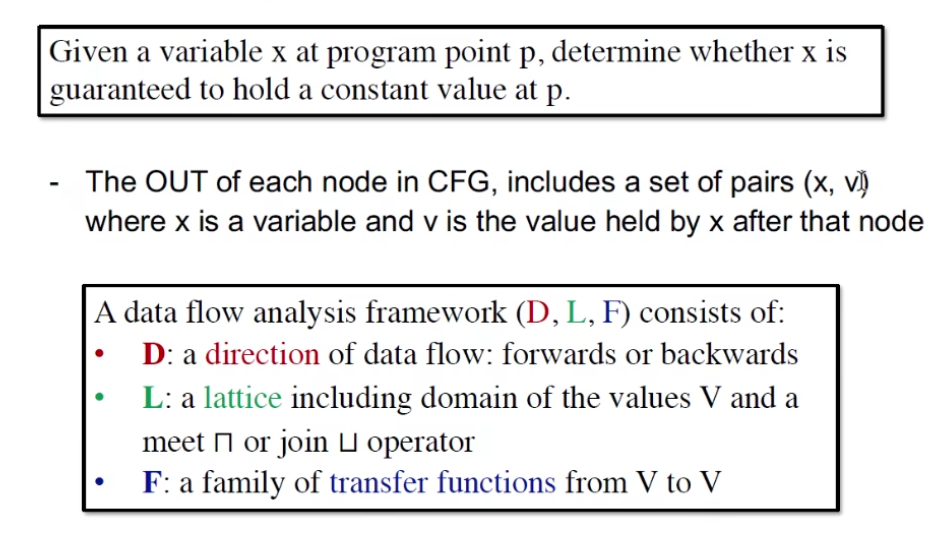 Given a variable x at program point p, determine whether x is
guaranteed to hold a constant value at p.
- The OUT of each node in CFG, includes a set of pairs (x, v)
where x is a variable and v is the value held by x after that node
A data flow analysis framework (D, L, F) consists of:
• D: a direction of data flow: forwards or backwards
• L: a lattice including domain of the values V and a
meet ⊓ or join ⊔ operator
• F: a family of transfer functions from V to V